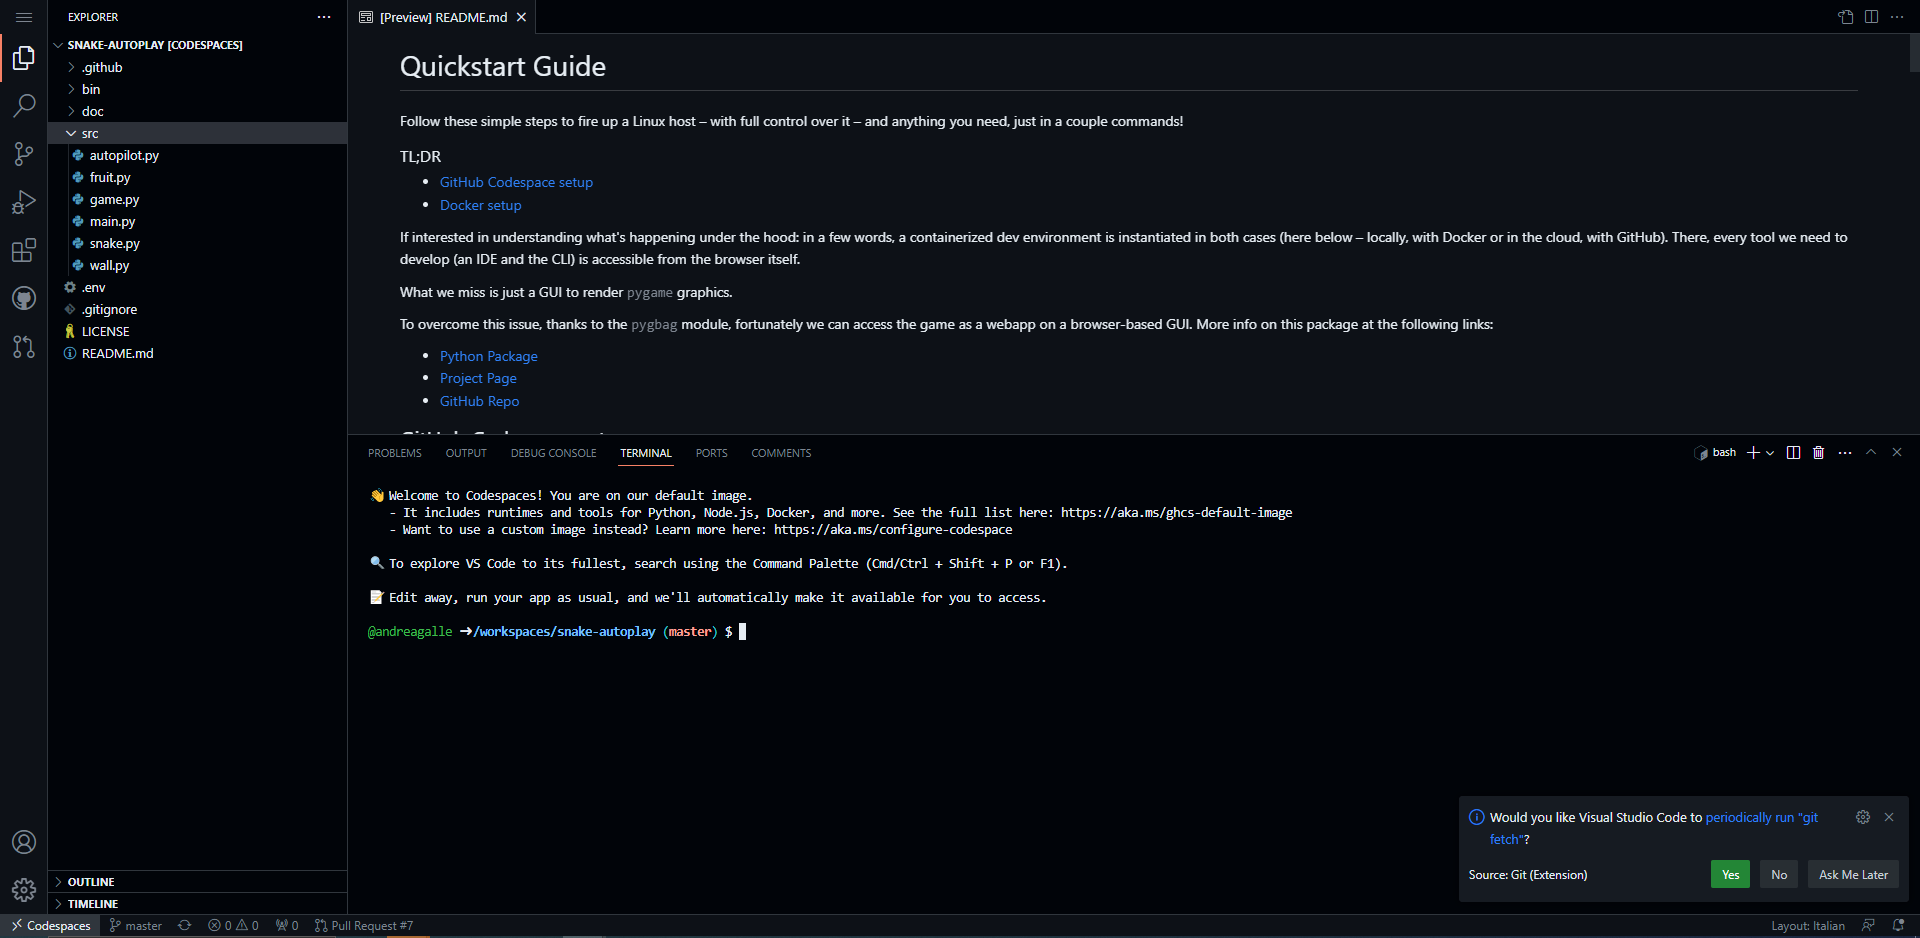 EXPLORER
SNAKE-AUTOPLAY [CODESPACES]
.github
bin
doc
src
autopilot.py
fruit.py
game.py
main.py
snake.py
wall.py
.env
.gitignore
LICENSE
README.md
OUTLINE
TIMELINE
[Preview] README.md
Quickstart Guide
Follow these simple steps to fire up a Linux host – with full control over it – and anything you need, just in a couple commands!
TL;DR
• GitHub Codespace setup
• Docker setup
If interested in understanding what's happening under the hood: in a few words, a containerized dev environment is instantiated in both cases (here below – locally, with Docker or in the cloud, with GitHub). There, every tool we need to
develop (an IDE and the CLI) is accessible from the browser itself.
What we miss is just a GUI to render pygame graphics.
To overcome this issue, thanks to the pygbag module, fortunately we can access the game as a webapp on a browser-based GUI. More info on this package at the following links:
• Python Package
• Project Page
• GitHub Repo
PROBLEMS OUTPUT DEBUG CONSOLE TERMINAL PORTS COMMENTS
bash
👋 Welcome to Codespaces! You are on our default image.
- It includes runtimes and tools for Python, Node.js, Docker, and more. See the full list here: https://aka.ms/ghcs-default-image
- Want to use a custom image instead? Learn more here: https://aka.ms/configure-codespace
🔍 To explore VS Code to its fullest, search using the Command Palette (Cmd/Ctrl + Shift + P or F1).
📝 Edit away, run your app as usual, and we'll automatically make it available for you to access.
@andreagalle ➜/workspaces/snake-autoplay (master) $
Would you like Visual Studio Code to periodically run "git
fetch"?
Source: Git (Extension)
Yes No Ask Me Later
Codespaces master 0 0 0 Pull Request #7 Layout: Italian